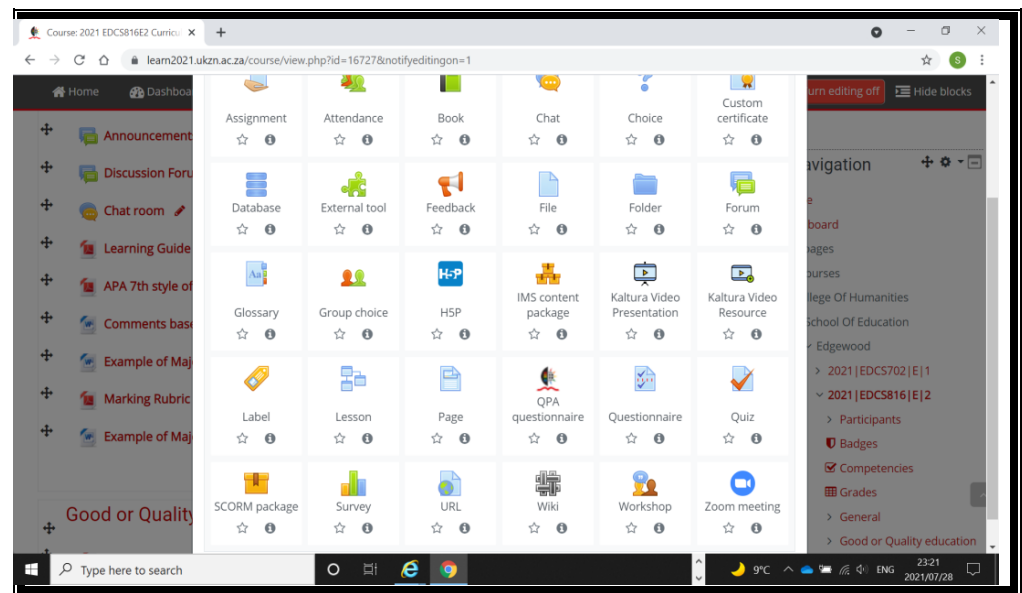 Course: 2021 EDCS816E2 Curricu
learn2021.ukzn.ac.za/course/view.php?id=16727&notifyeditingon=1
S
Home Dashboa
urn editing off Hide blocks
Announcement
Discussion Foru
Chat room
Learning Guide
APA 7th style of
Comments base
Example of Maj
Marking Rubric
Example of Maj
Good or Quality
Assignment Attendance Book Chat Choice Custom
certificate
Database External tool Feedback File Folder Forum
Aa
H-P
Glossary Group choice H5P IMS content
package Kaltura Video
Presentation Kaltura Video
Resource
Label Lesson Page QPA
questionnaire Questionnaire Quiz
SCORM package Survey URL Wiki Workshop Zoom meeting
avigation
e
board
pages
ourses
llege Of Humanities
School Of Education
Edgewood
2021|EDCS702|E|1
2021|EDCS816|E|2
Participants
Badges
Competencies
Grades
General
Good or Quality education
Type here to search
9°C ENG 23:21
2021/07/28